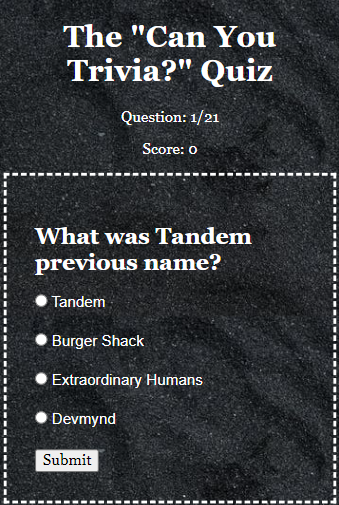 The "Can You
Trivia?" Quiz
Question: 1/21
Score: 0
What was Tandem
previous name?
Tandem
Burger Shack
Extraordinary Humans
Devmynd
Submit